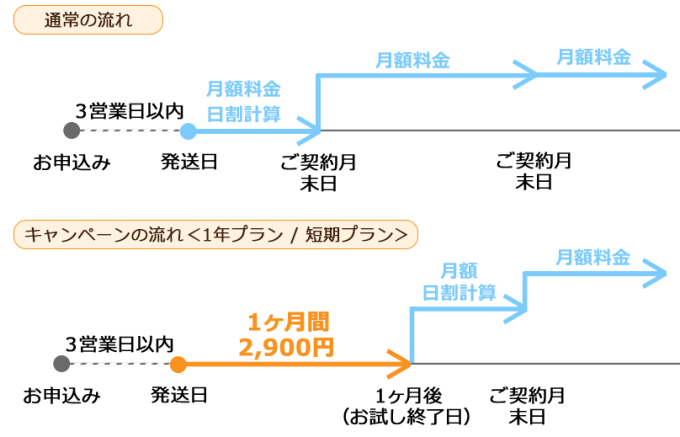 通常の流れ
月額料金
月額料金
月額料金
日割計算
3営業日以内
お申込み
発送日
ご契約月
末日
ご契約月
末日
キャンペーンの流れ<1年プラン / 短期プラン>
月額料金
月額
日割計算
1ヶ月間
2,900円
3営業日以内
お申込み
発送日
1ヶ月後
(お試し終了日)
ご契約月
末日